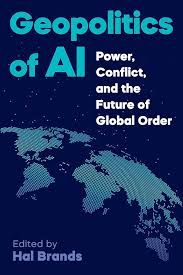 Geopolitics
of AI
Power,
Conflict,
and the
Future of
Global Order
Edited by
Hal Brands